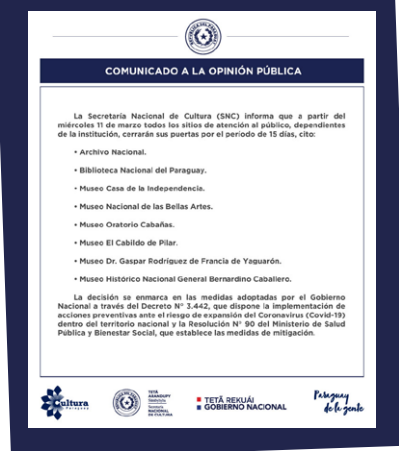 COMUNICADO A LA OPINIÓN PÚBLICA
La Secretaría Nacional de Cultura (SNC) informa que a partir del
miércoles 11 de marzo todos los sitios de atención al público, dependientes
de la institución, cerrarán sus puertas por el periodo de 15 días, cito:
• Archivo Nacional.
• Biblioteca Nacional del Paraguay.
• Museo Casa de la Independencia.
• Museo Nacional de las Bellas Artes.
• Museo Oratorio Cabañas.
• Museo El Cabildo de Pilar.
• Museo Dr. Gaspar Rodríguez de Francia de Yaguarón.
• Museo Histórico Nacional General Bernardino Caballero.
La decisión se enmarca en las medidas adoptadas por el Gobierno
Nacional a través del Decreto N° 3.442, que dispone la implementación de
acciones preventivas ante el riesgo de expansión del Coronavirus (Covid-19)
dentro del territorio nacional y la Resolución N° 90 del Ministerio de Salud
Pública y Bienestar Social, que establece las medidas de mitigación.
Cultura
Paraguay
TETÃ
ARANDUPY
Secretaría
NACIONAL
DE CULTURA
TETÃ REKUÁI
GOBIERNO NACIONAL
Paraguay
de la gente